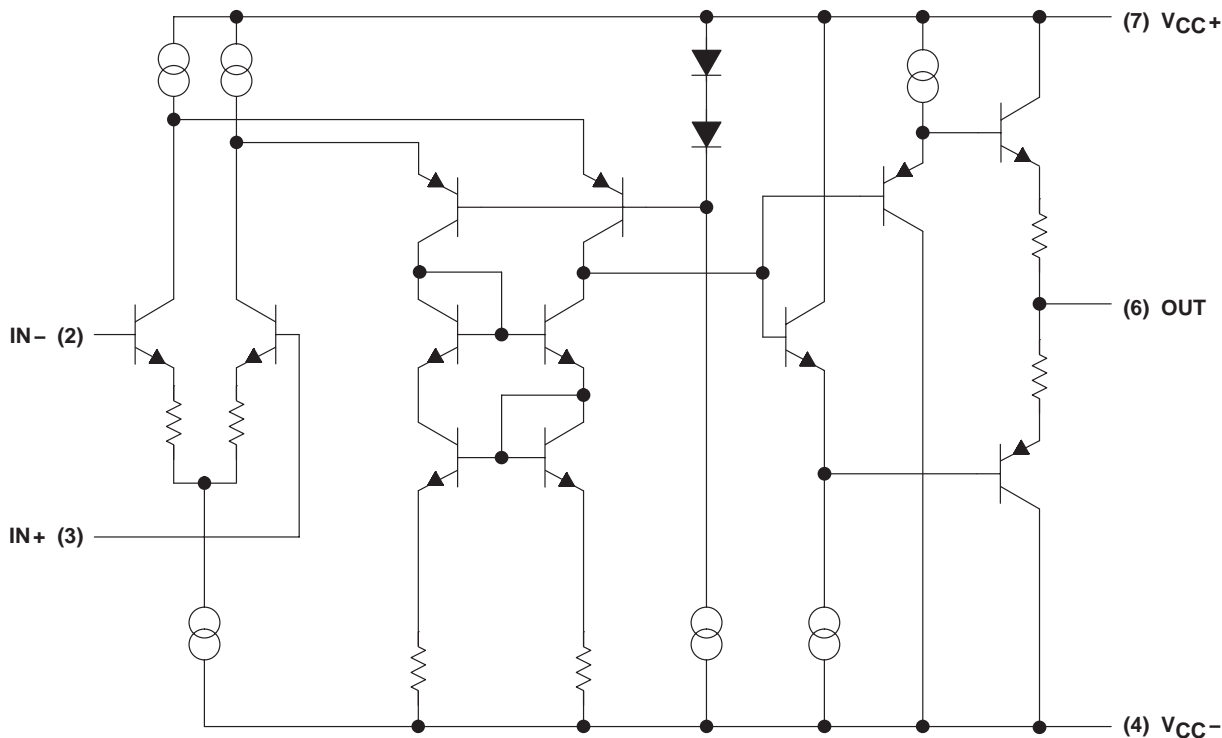 (7) VCC+
IN− (2)
(6) OUT
IN+ (3)
(4) VCC−